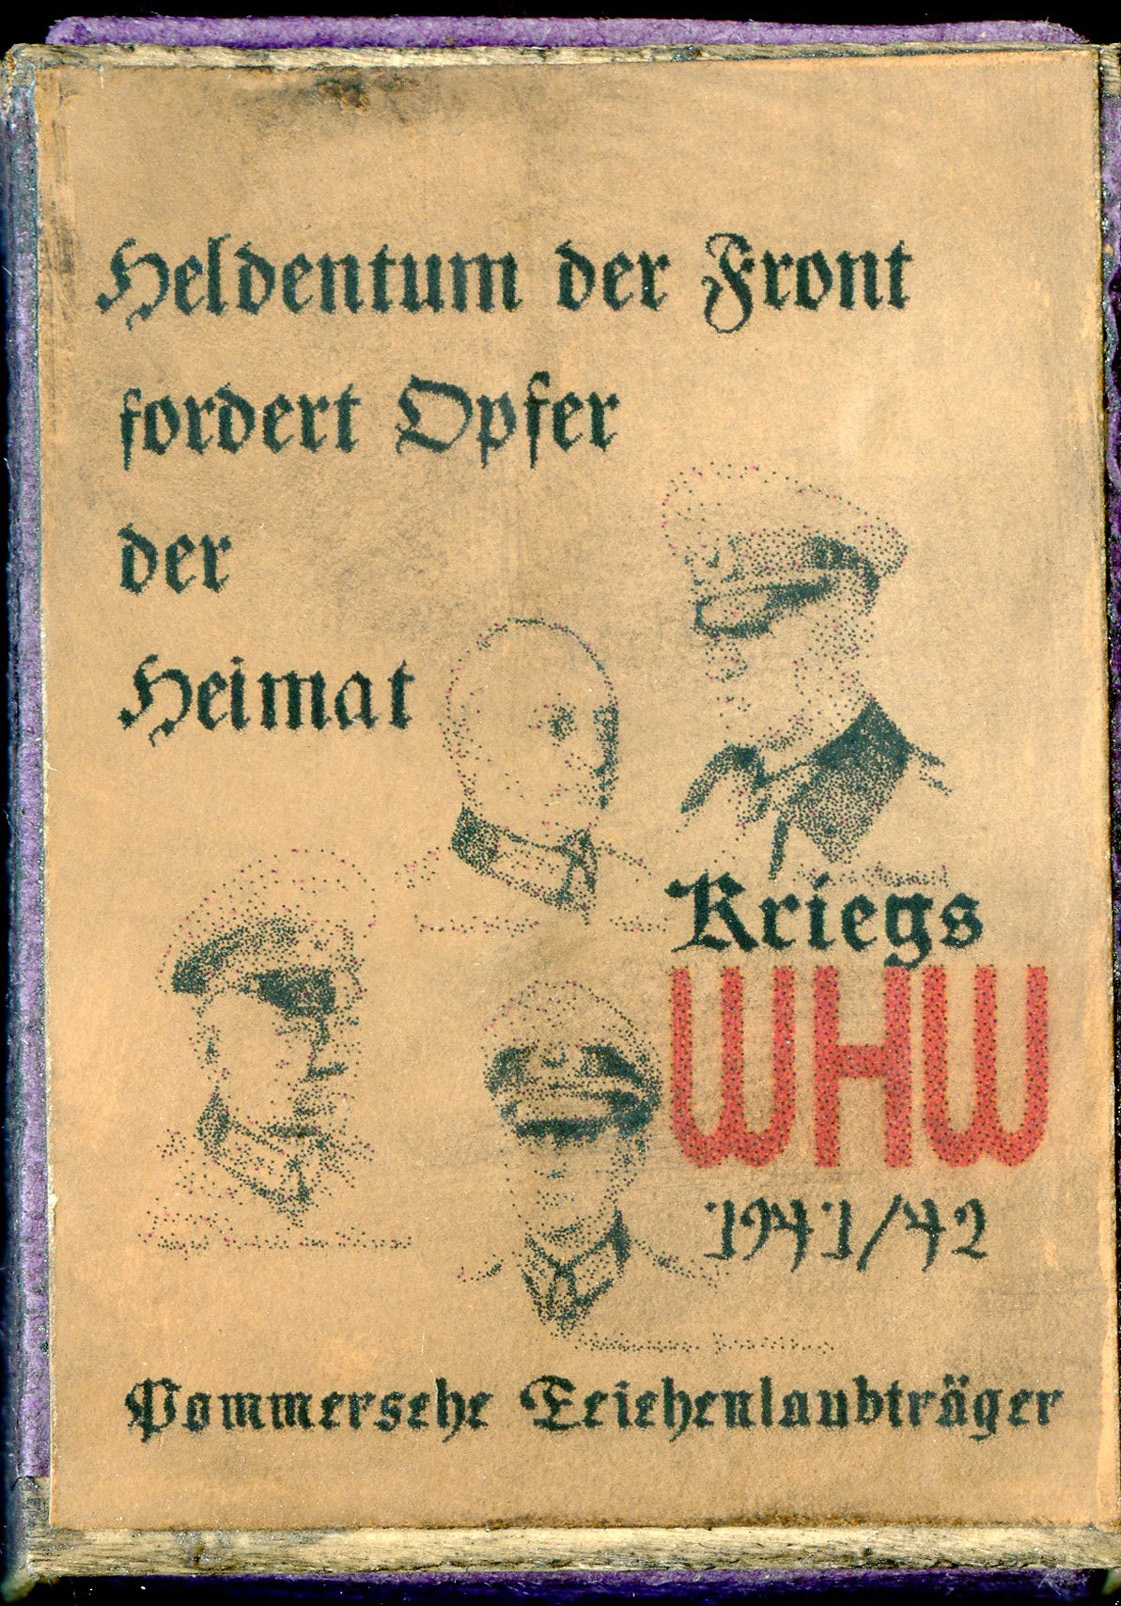 Heldentum der Front
fordert Opfer
der
Heimat
Kriegs
WHW
1941/42
Pommersche Eichenlaubträger